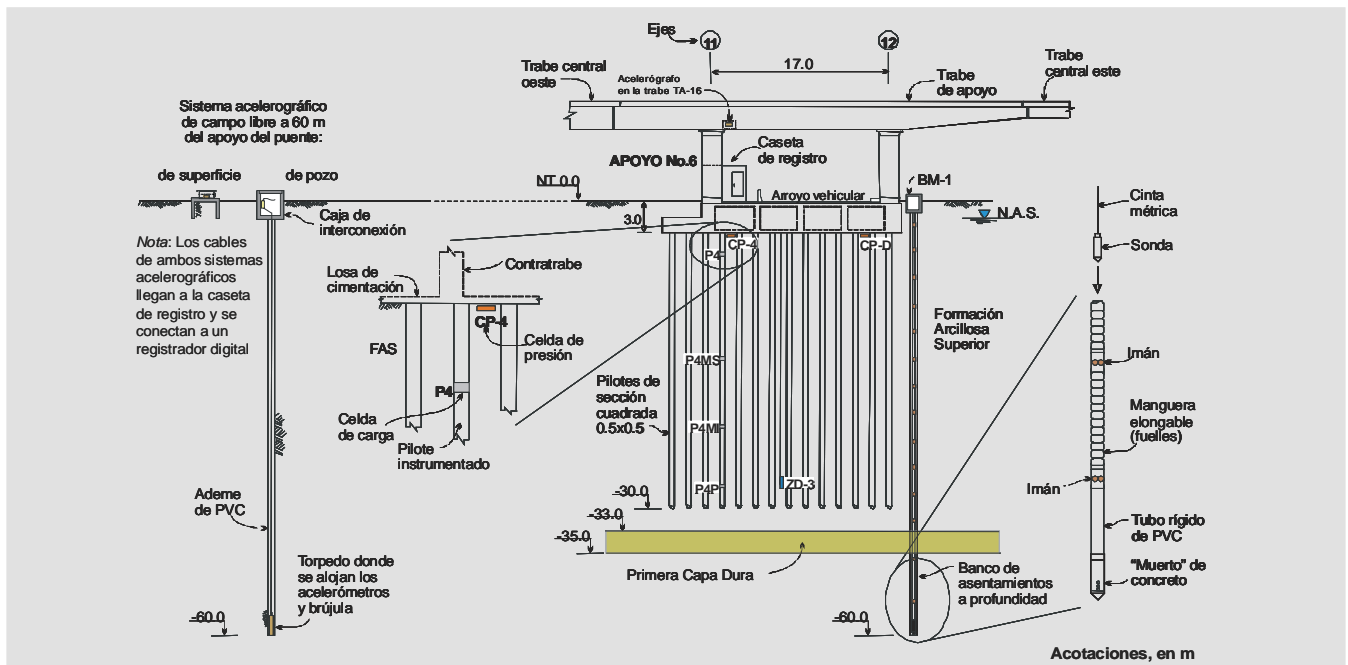 Ejes
11
12
17.0
Trabe central
oeste
Acelerógrafo
en la trabe TA-16
Trabe
de apoyo
Trabe
central este
Sistema acelerográfico
de campo libre a 60 m
del apoyo del puente:
de superficie
de pozo
Caja de
interconexión
NT 0.0
APOYO No.6
Caseta
de registro
Arroyo vehicular
BM-1
N.A.S.
3.0
Cinta
métrica
Sonda
Nota: Los cables
de ambos sistemas
acelerográficos
llegan a la caseta
de registro y se
conectan a un
registrador digital
Losa de
cimentación
Contratrabe
CP-4
Celda de
presión
FAS
P4
Celda
de carga
Pilote
instrumentado
P4
CP-4
CP-D
P4MS
P4MI
P4P
ZD-3
Pilotes de
sección
cuadrada
0.5x0.5
Formación
Arcillosa
Superior
Imán
Manguera
elongable
(fuelles)
Imán
Tubo rígido
de PVC
"Muerto" de
concreto
-30.0
-33.0
-35.0
Primera Capa Dura
Ademe
de PVC
Torpedo donde
se alojan los
acelerómetros
y brújula
-60.0
-60.0
Banco de
asentamientos
a profundidad
Acotaciones, en m